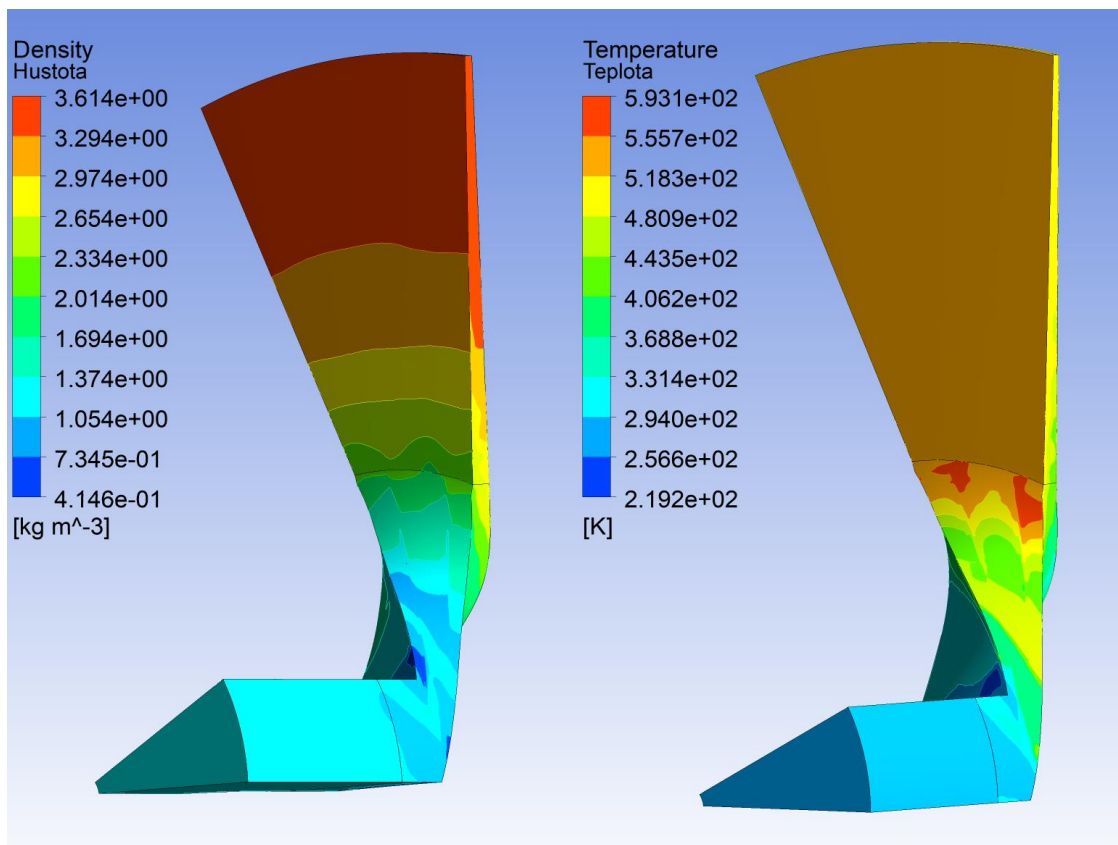 Density
Hustota
3.614e+00
3.294e+00
2.974e+00
2.654e+00
2.334e+00
2.014e+00
1.694e+00
1.374e+00
1.054e+00
7.345e-01
4.146e-01
[kg m^-3]
Temperature
Teplota
5.931e+02
5.557e+02
5.183e+02
4.809e+02
4.435e+02
4.062e+02
3.688e+02
3.314e+02
2.940e+02
2.566e+02
2.192e+02
[K]